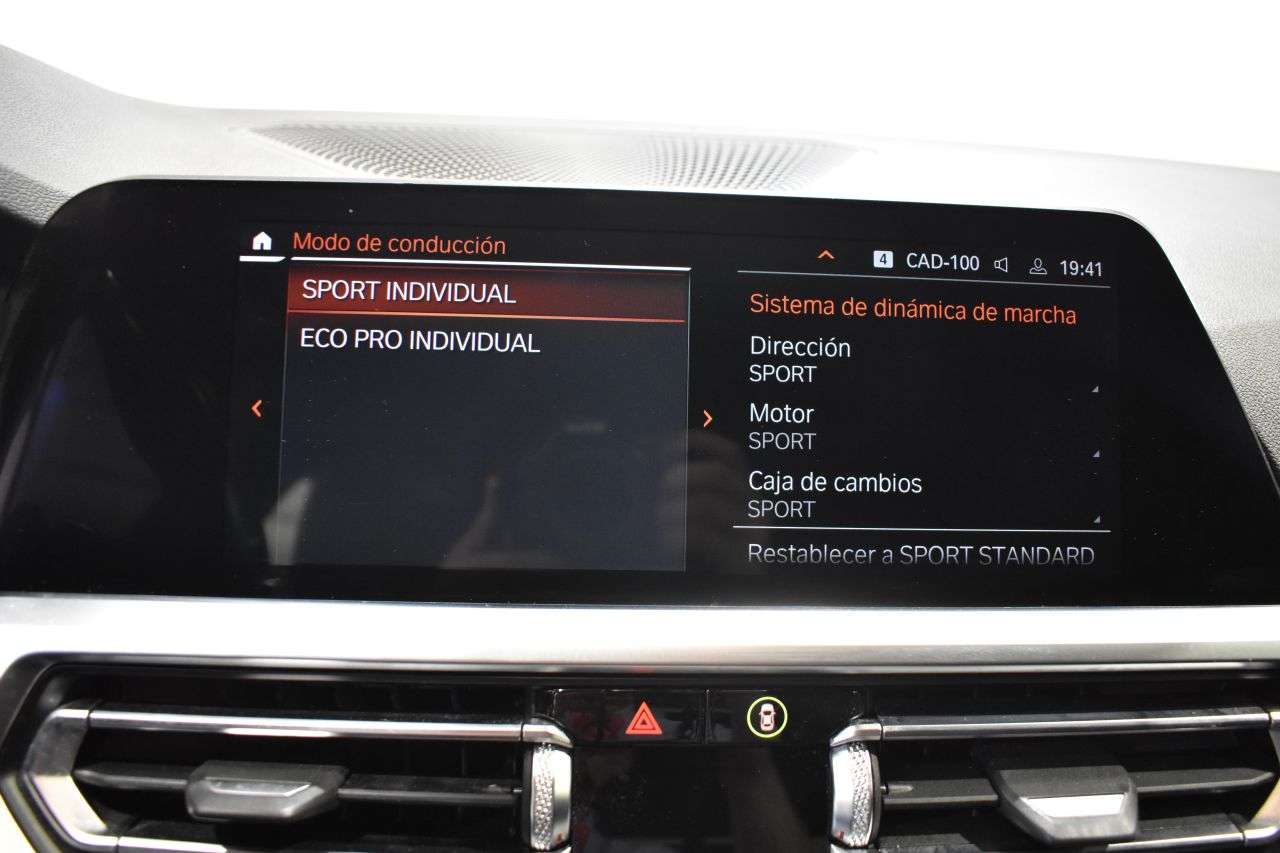 Modo de conducción
4 CAD-100 19:41
SPORT INDIVIDUAL
ECO PRO INDIVIDUAL
Sistema de dinámica de marcha
Dirección
SPORT
Motor
SPORT
Caja de cambios
SPORT
Restablecer a SPORT STANDARD